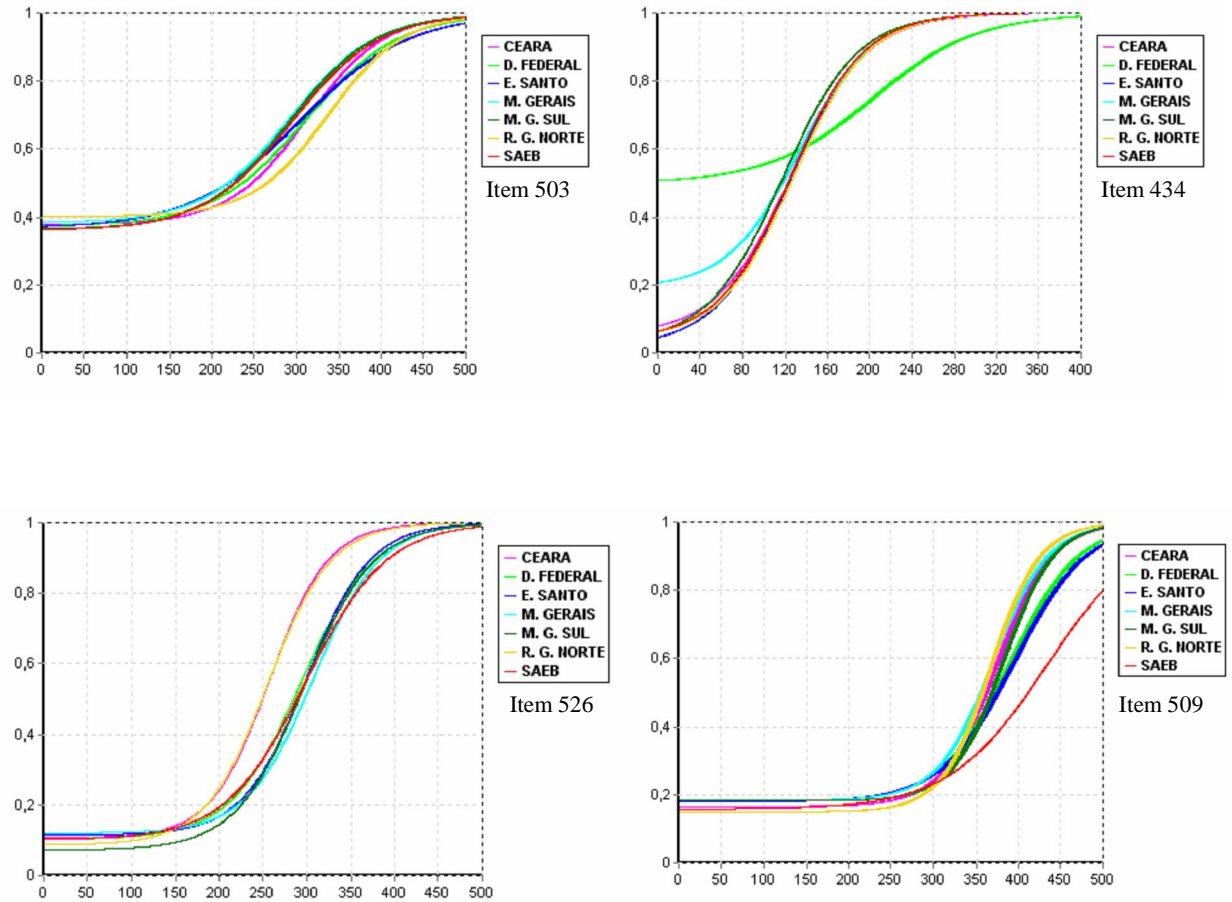 1
0,8
0,6
0,4
0,2
0
0 50 100 150 200 250 300 350 400 450 500
CEARA
D. FEDERAL
E. SANTO
M. GERAIS
M. G. SUL
R. G. NORTE
SAEB
Item 503
1
0,8
0,6
0,4
0,2
0
0 40 80 120 160 200 240 280 320 360 400
CEARA
D. FEDERAL
E. SANTO
M. GERAIS
M. G. SUL
R. G. NORTE
SAEB
Item 434
1
0,8
0,6
0,4
0,2
0
0 50 100 150 200 250 300 350 400 450 500
CEARA
D. FEDERAL
E. SANTO
M. GERAIS
M. G. SUL
R. G. NORTE
SAEB
Item 526
1
0,8
0,6
0,4
0,2
0
0 50 100 150 200 250 300 350 400 450 500
CEARA
D. FEDERAL
E. SANTO
M. GERAIS
M. G. SUL
R. G. NORTE
SAEB
Item 509